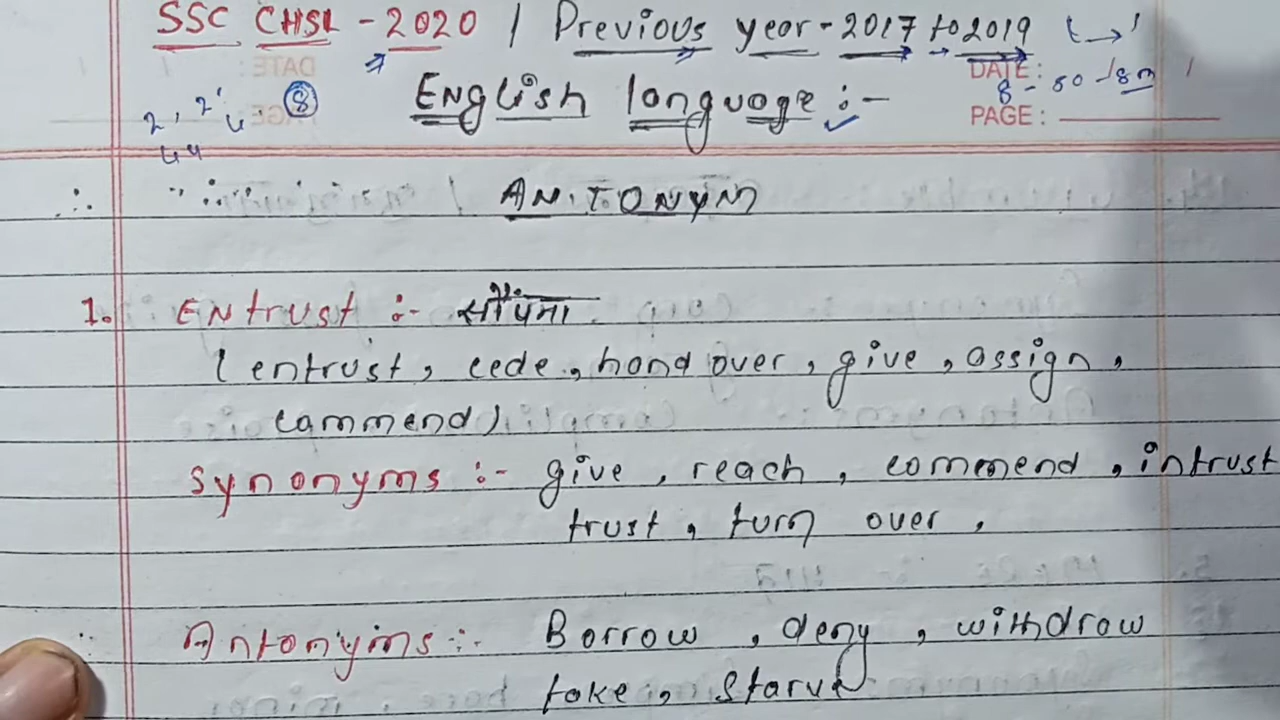 SSC CHSL - 2020 / Previous year - 2017 to 2019
DATE:
8
English language :-
PAGE:
ANTONYM
1. Entrust :- सौंपना
(entrust, cede, hand over, give, assign,
commend)
Synonyms :- give, reach, commend, intrust
trust, turn over,
Antonyms :- Borrow, deny, withdraw
take, starve